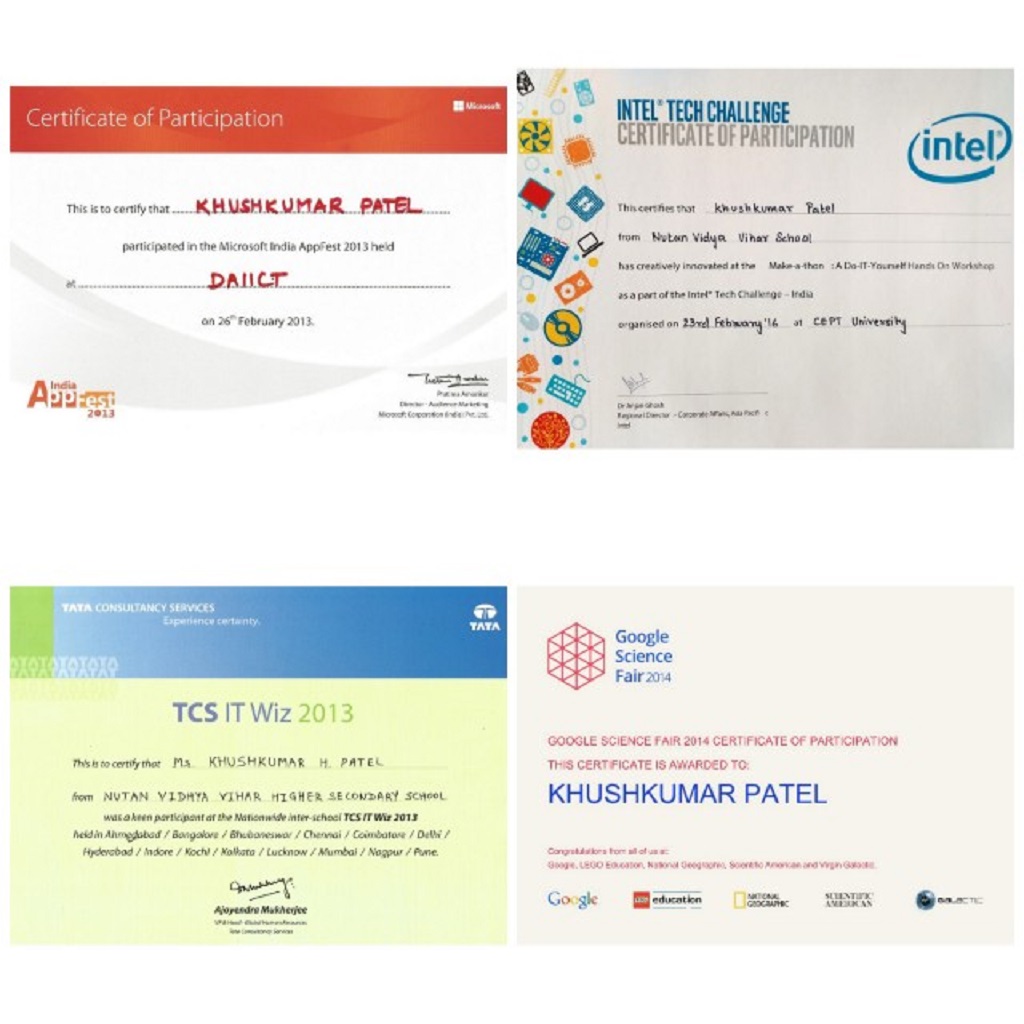 Certificate of Participation
Microsoft
This is to certify that KHUSHKUMAR PATEL
participated in the Microsoft India AppFest 2013 held
at DAIICT
on 26th February 2013.
India
AppFest
2013
Director - Audience Marketing
Microsoft Corporation (India) Pvt. Ltd.
INTEL® TECH CHALLENGE
CERTIFICATE OF PARTICIPATION
intel®
This certifies that Khushkumar Patel
from Nutan Vidya Vihar School
has creatively innovated at the Make-a-thon : A Do-IT-Yourself Hands On Workshop
as a part of the Intel® Tech Challenge – India
organised on 23rd February '16 at CEPT University
Regional Director - Corporate Affairs, Asia
Intel
TATA CONSULTANCY SERVICES
Experience certainty.
TATA
TCS IT Wiz 2013
This is to certify that Ms. KHUSHKUMAR H. PATEL
from NUTAN VIDHYA VIHAR HIGHER SECONDARY SCHOOL
was a keen participant at the Nationwide inter-school TCS IT Wiz 2013
held in Ahmedabad / Bangalore / Bhubaneswar / Chennai / Coimbatore / Delhi /
Hyderabad / Indore / Kochi / Kolkata / Lucknow / Mumbai / Nagpur / Pune.
Ajoyendra Mukherjee
Tata Consultancy Services
Google
Science
Fair 2014
GOOGLE SCIENCE FAIR 2014 CERTIFICATE OF PARTICIPATION
THIS CERTIFICATE IS AWARDED TO:
KHUSHKUMAR PATEL
Congratulations from all of us at:
Google, LEGO Education, National Geographic, Scientific American and Virgin Galactic.
Google
LEGO education
NATIONAL
GEOGRAPHIC
SCIENTIFIC
AMERICAN
GALACTIC